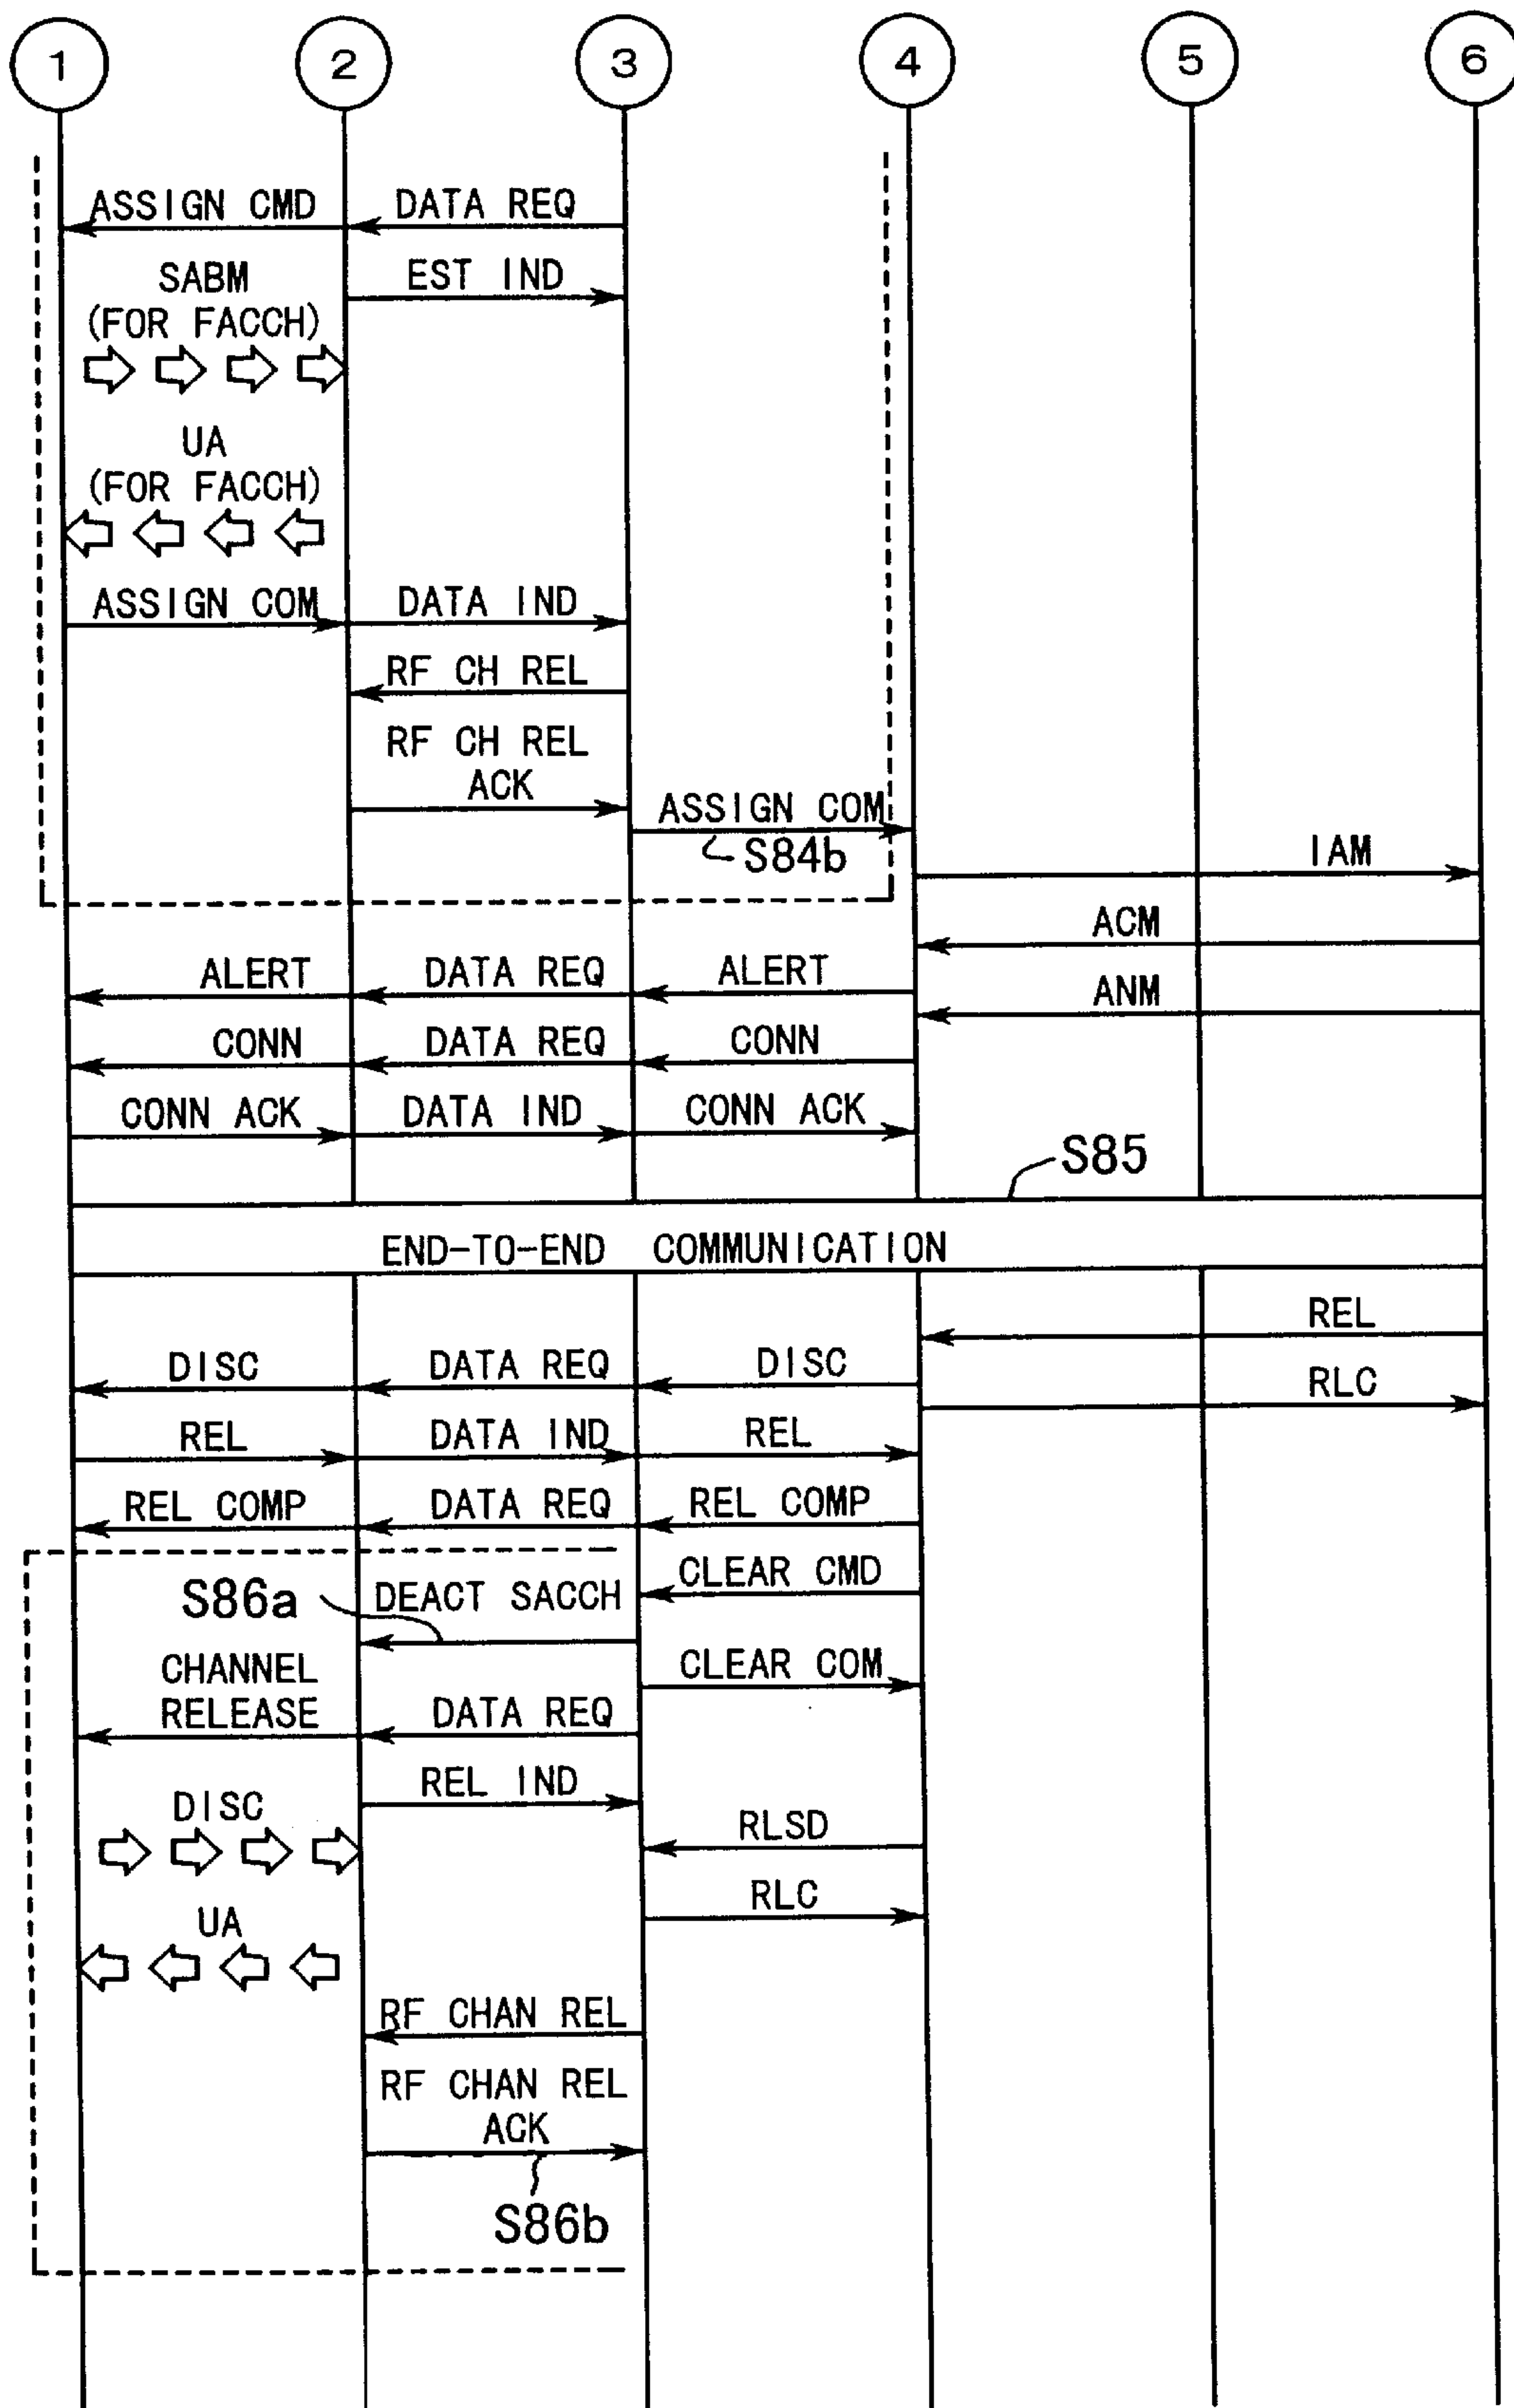 1 2 3 4 5 6
ASSIGN CMD DATA REQ
SABM EST IND
(FOR FACCH)
UA
(FOR FACCH)
ASSIGN COM DATA IND
RF CH REL
RF CH REL
ACK ASSIGN COM
S84b IAM
ACM
ALERT DATA REQ ALERT
ANM
CONN DATA REQ CONN
CONN ACK DATA IND CONN ACK
S85
END-TO-END COMMUNICATION
REL
DISC DATA REQ DISC
RLC
REL DATA IND REL
REL COMP DATA REQ REL COMP
CLEAR CMD
S86a DEACT SACCH
CHANNEL CLEAR COM
RELEASE DATA REQ
REL IND
DISC
RLSD
RLC
UA
RF CHAN REL
RF CHAN REL
ACK
S86b